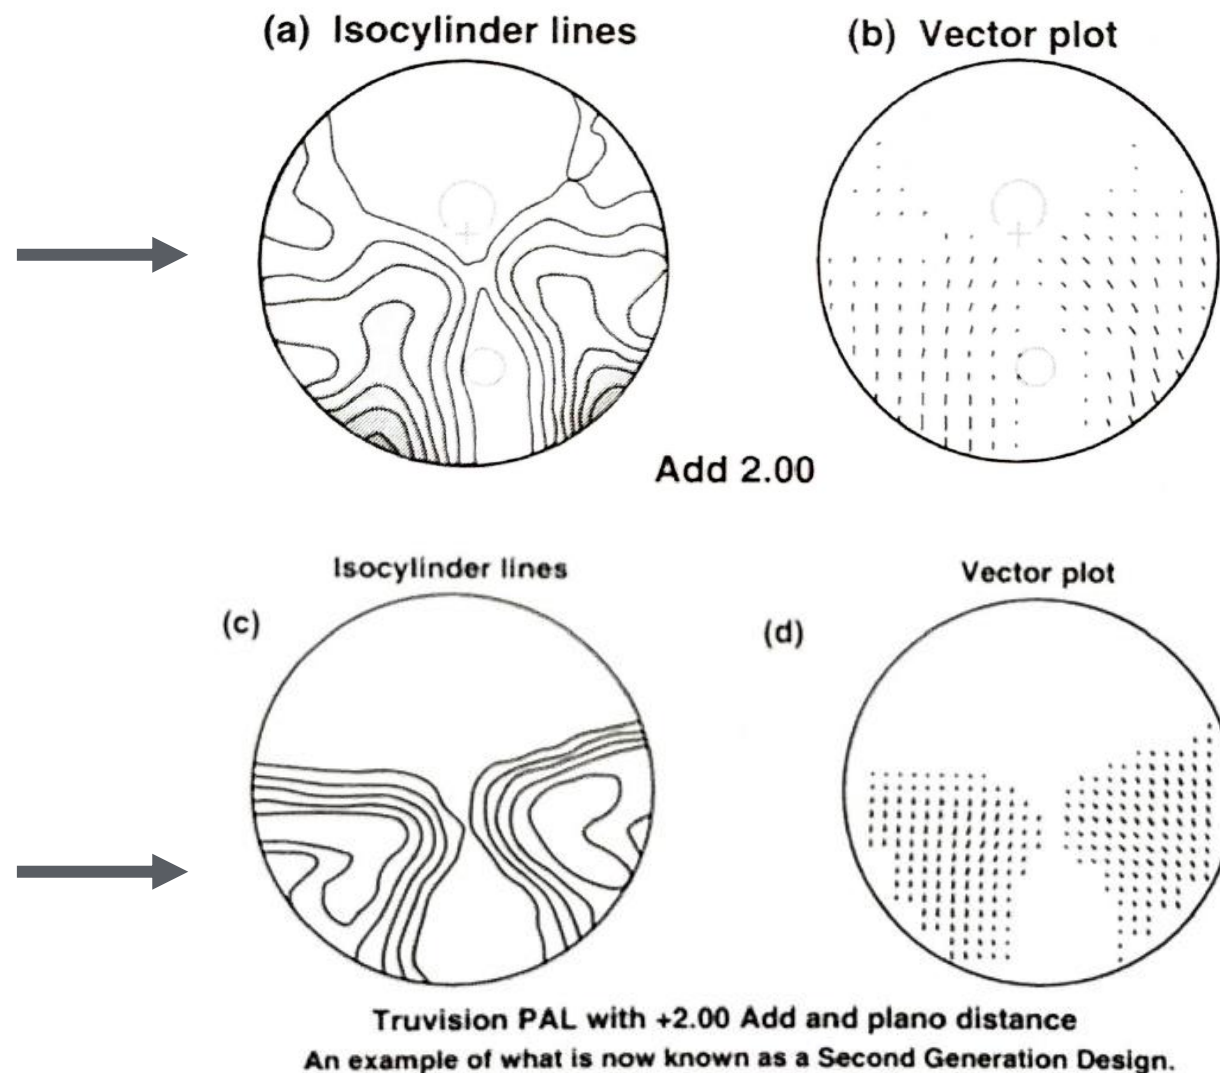 (a) Isocylinder lines
(b) Vector plot
Add 2.00
Isocylinder lines
Vector plot
(c)
(d)
Truvision PAL with +2.00 Add and plano distance
An example of what is now known as a Second Generation Design.